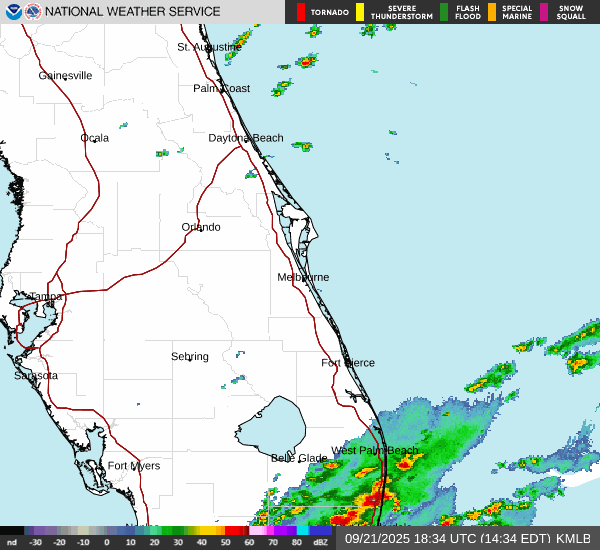 NATIONAL WEATHER SERVICE
TORNADO
SEVERE THUNDERSTORM
FLASH FLOOD
SPECIAL MARINE
SNOW SQUALL
St. Augustine
Gainesville
Palm Coast
Ocala
Daytona Beach
Orlando
Melbourne
Tampa
Sebring
Fort Pierce
Sarasota
West Palm Beach
Belle Glade
Fort Myers
nd -30 -20 -10 0 10 20 30 40 50 60 70 80 dBZ
09/21/2025 18:34 UTC (14:34 EDT) KMLB